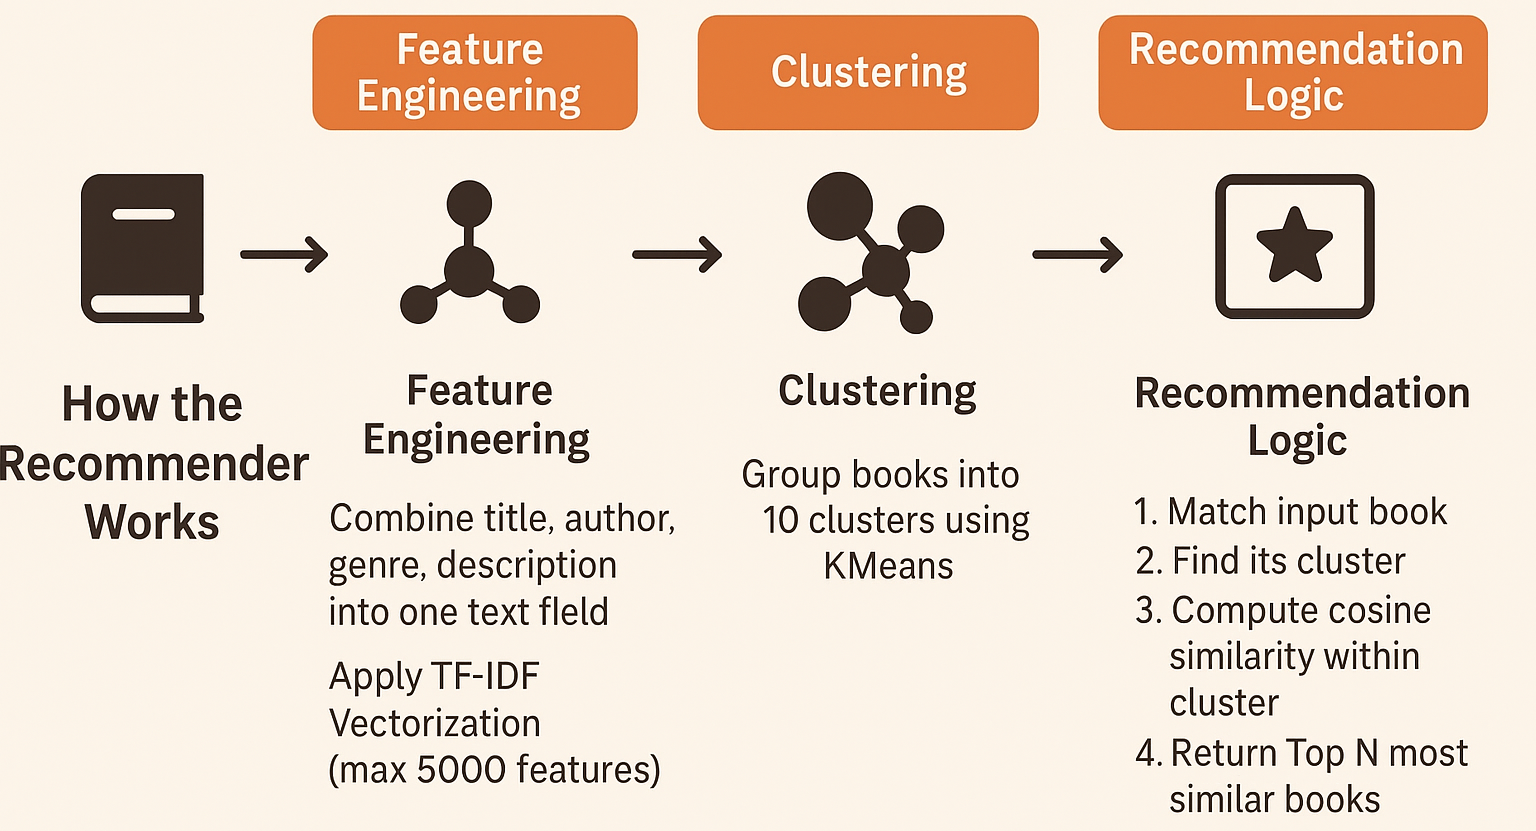 Feature
Engineering
Clustering
Recommendation
Logic
How the
Recommender
Works
Feature
Engineering
Combine title, author,
genre, description
into one text fleld
Apply TF-IDF
Vectorization
(max 5000 features)
Clustering
Group books into
10 clusters using
KMeans
Recommendation
Logic
1. Match input book
2. Find its cluster
3. Compute cosine
similarity within
cluster
4. Return Top N most
similar books